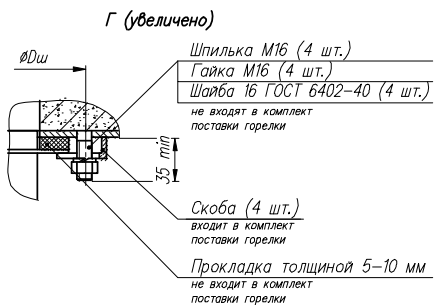 Г (увеличено)
⌀Dш
Шпилька М16 (4 шт.)
Гайка М16 (4 шт.)
Шайба 16 ГОСТ 6402-40 (4 шт.)
не входят в комплект
поставки горелки
35 min
Скоба (4 шт.)
входит в комплект
поставки горелки
Прокладка толщиной 5-10 мм
не входит в комплект
поставки горелки